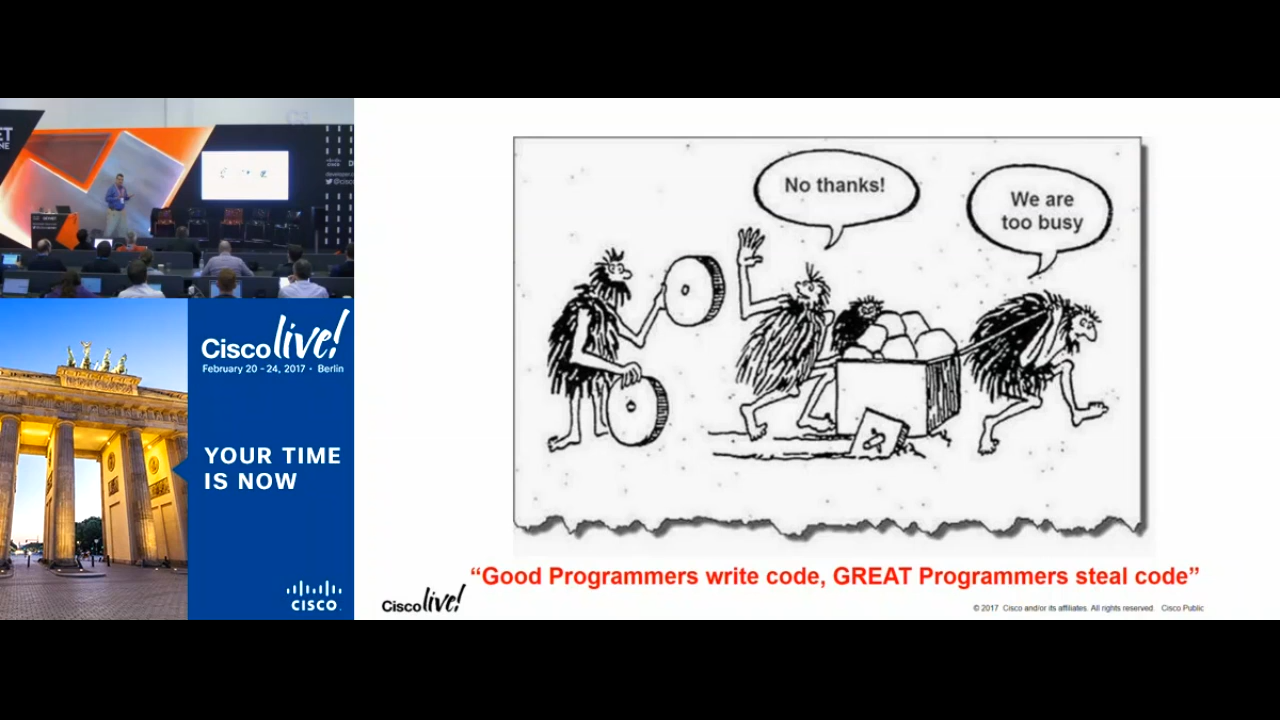 No thanks!
We are
too busy
“Good Programmers write code, GREAT Programmers steal code”
Cisco live!
© 2017 Cisco and/or its affiliates. All rights reserved. Cisco Public
Cisco live!
February 20 - 24, 2017 • Berlin
YOUR TIME
IS NOW
CISCO